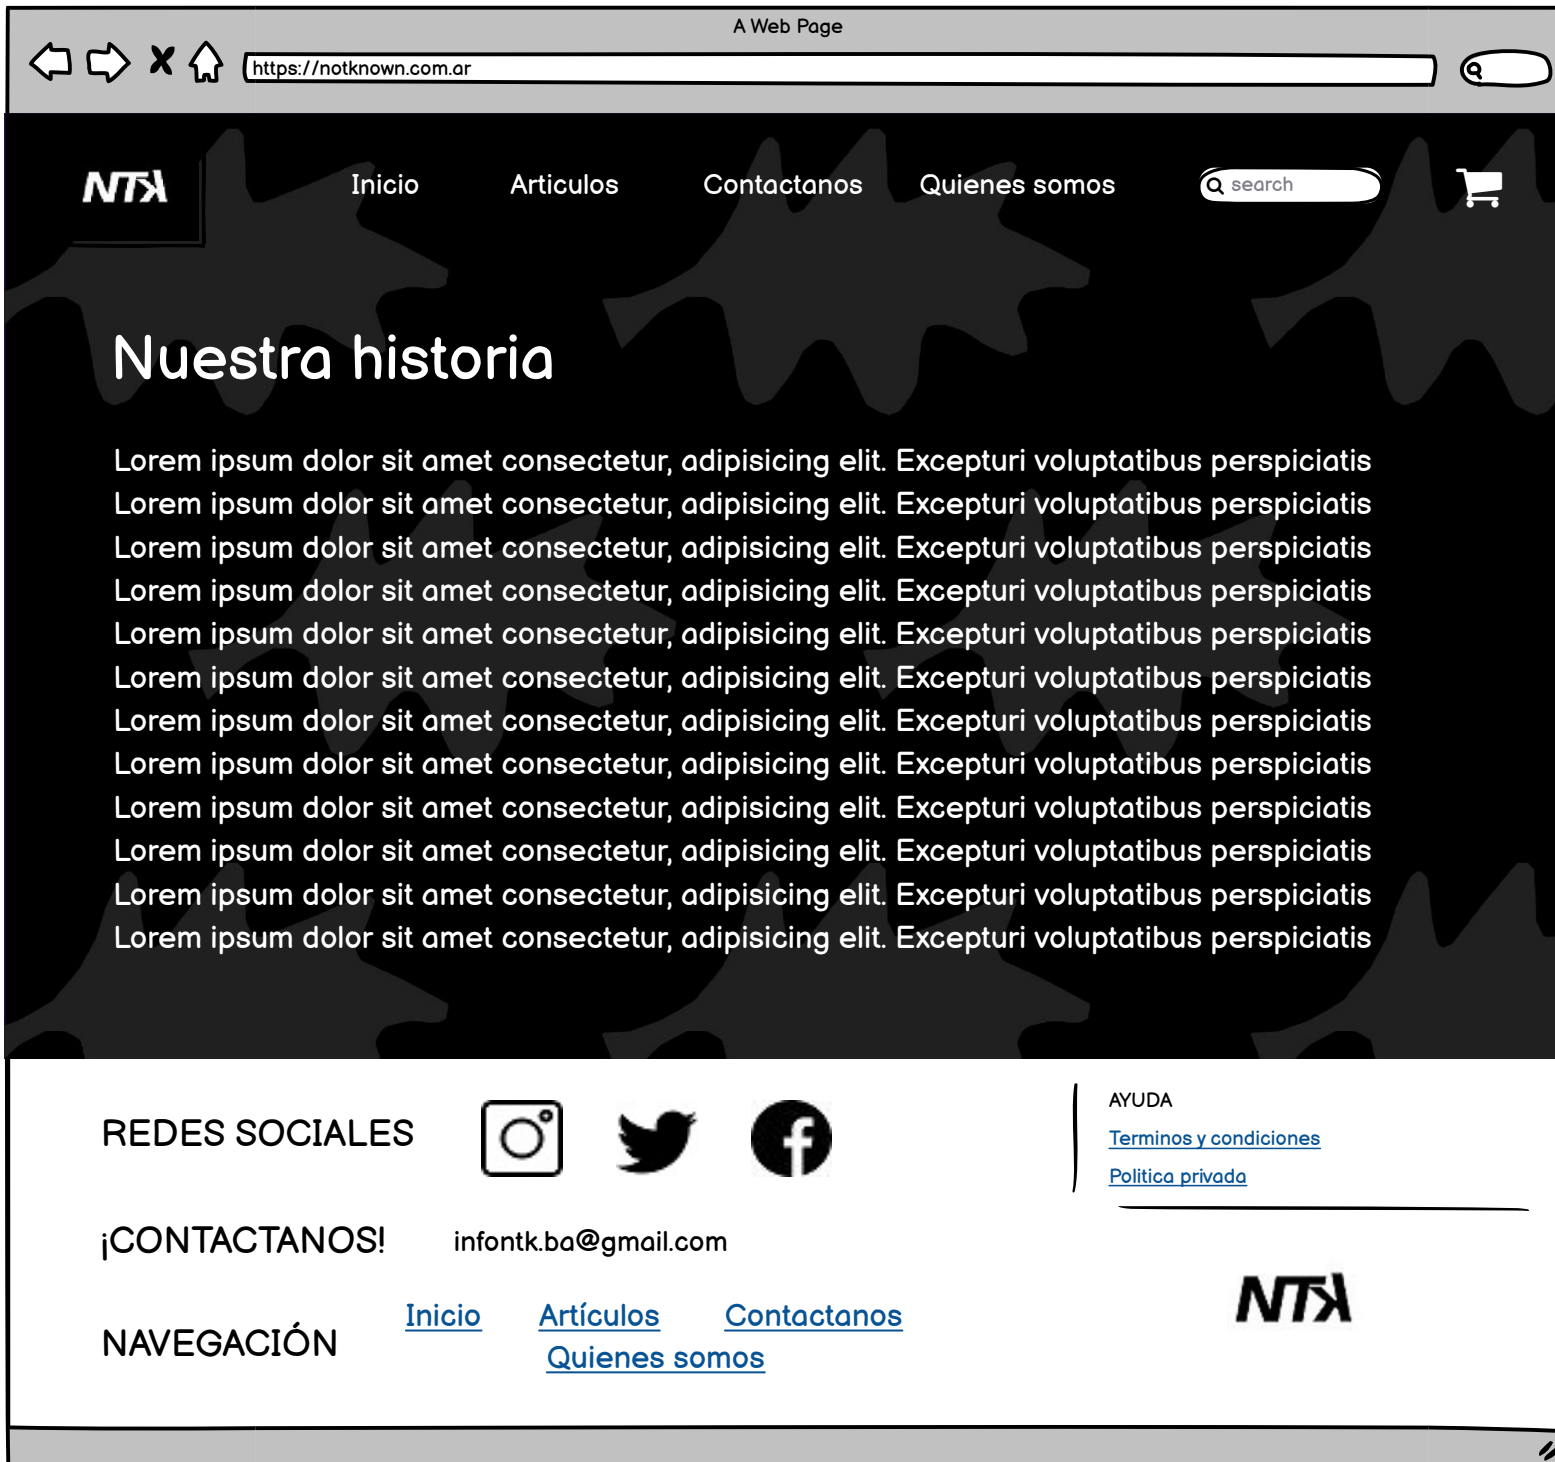 A Web Page
https://notknown.com.ar
NTK
Inicio
Articulos
Contactanos
Quienes somos
search
Nuestra historia
Lorem ipsum dolor sit amet consectetur, adipisicing elit. Excepturi voluptatibus perspiciatis
Lorem ipsum dolor sit amet consectetur, adipisicing elit. Excepturi voluptatibus perspiciatis
Lorem ipsum dolor sit amet consectetur, adipisicing elit. Excepturi voluptatibus perspiciatis
Lorem ipsum dolor sit amet consectetur, adipisicing elit. Excepturi voluptatibus perspiciatis
Lorem ipsum dolor sit amet consectetur, adipisicing elit. Excepturi voluptatibus perspiciatis
Lorem ipsum dolor sit amet consectetur, adipisicing elit. Excepturi voluptatibus perspiciatis
Lorem ipsum dolor sit amet consectetur, adipisicing elit. Excepturi voluptatibus perspiciatis
Lorem ipsum dolor sit amet consectetur, adipisicing elit. Excepturi voluptatibus perspiciatis
Lorem ipsum dolor sit amet consectetur, adipisicing elit. Excepturi voluptatibus perspiciatis
Lorem ipsum dolor sit amet consectetur, adipisicing elit. Excepturi voluptatibus perspiciatis
Lorem ipsum dolor sit amet consectetur, adipisicing elit. Excepturi voluptatibus perspiciatis
Lorem ipsum dolor sit amet consectetur, adipisicing elit. Excepturi voluptatibus perspiciatis
REDES SOCIALES
¡CONTACTANOS!
infontk.ba@gmail.com
NAVEGACIÓN
Inicio
Artículos
Contactanos
Quienes somos
AYUDA
Terminos y condiciones
Politica privada
NTK